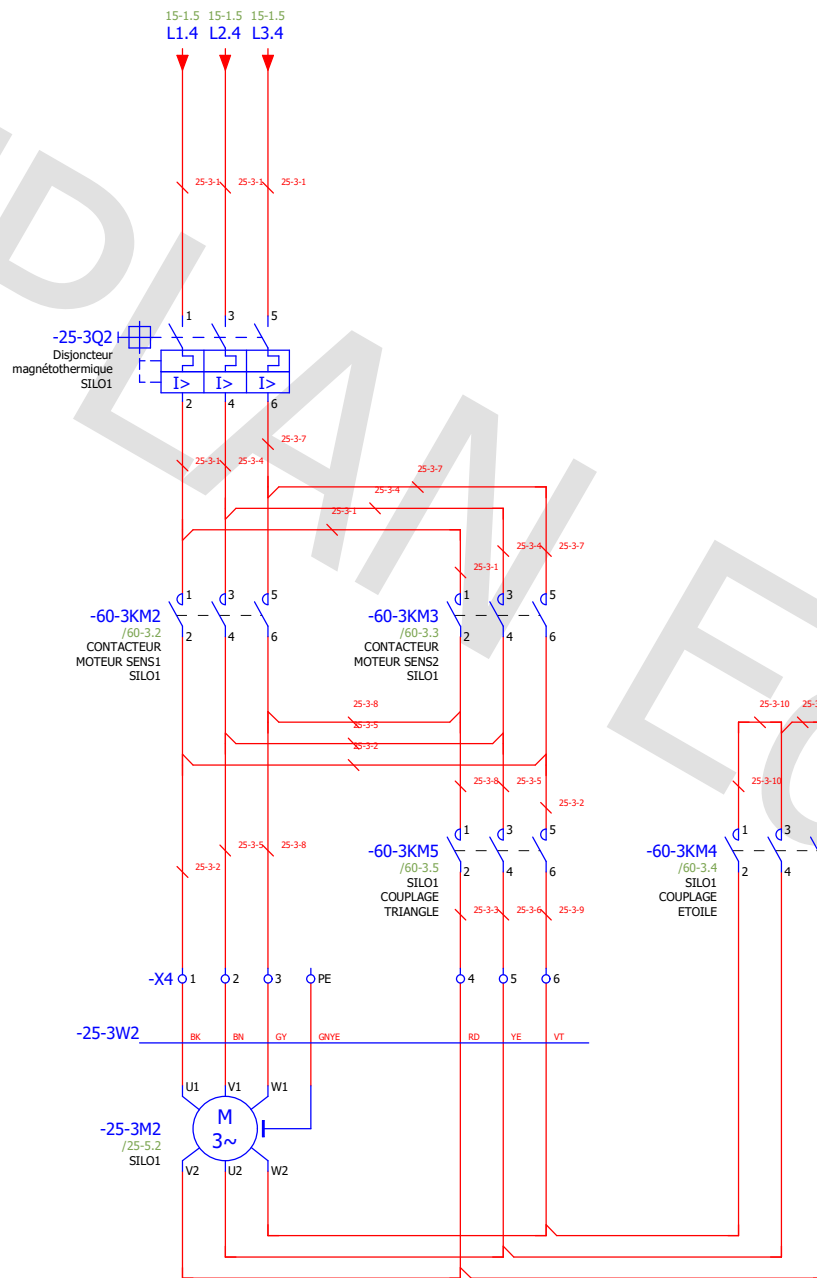 15-1.5 15-1.5 15-1.5
L1.4 L2.4 L3.4
25-3-1 25-3-1 25-3-1
1 3 5
-25-3Q2
Disjoncteur
magnétothermique
SILO1
I> I> I>
2 4 6
25-3-7
25-3-1 25-3-4
25-3-7
25-3-4
25-3-1
25-3-4 25-3-7
25-3-1
1 3 5 1 3 5
-60-3KM2 -60-3KM3
/60-3.2 /60-3.3
CONTACTEUR CONTACTEUR
MOTEUR SENS1 MOTEUR SENS2
SILO1 SILO1
2 4 6 2 4 6
25-3-8
25-3-5
25-3-2
25-3-10
25-3-8 25-3-5 25-3-10
25-3-2
1 3 5 1 3
-60-3KM5 -60-3KM4
/60-3.5 /60-3.4
SILO1 SILO1
COUPLAGE COUPLAGE
TRIANGLE ETOILE
2 4 6 2 4
25-3-2 25-3-5 25-3-8
25-3-3 25-3-6 25-3-9
-X4 1 2 3 PE 4 5 6
-25-3W2
BK BN GY GNYE RD YE VT
U1 V1 W1
-25-3M2
/25-5.2
SILO1
M
3~
V2 U2 W2
PLAN